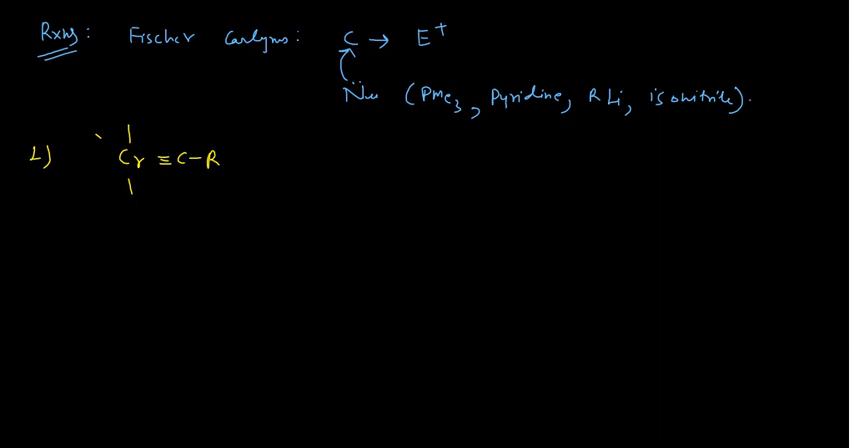 Rxns : Fischer Carbynes : C → E⁺
Nu (PMe₃, Pyridine, RLi, isonitrile).
1) Cr ≡ C - R